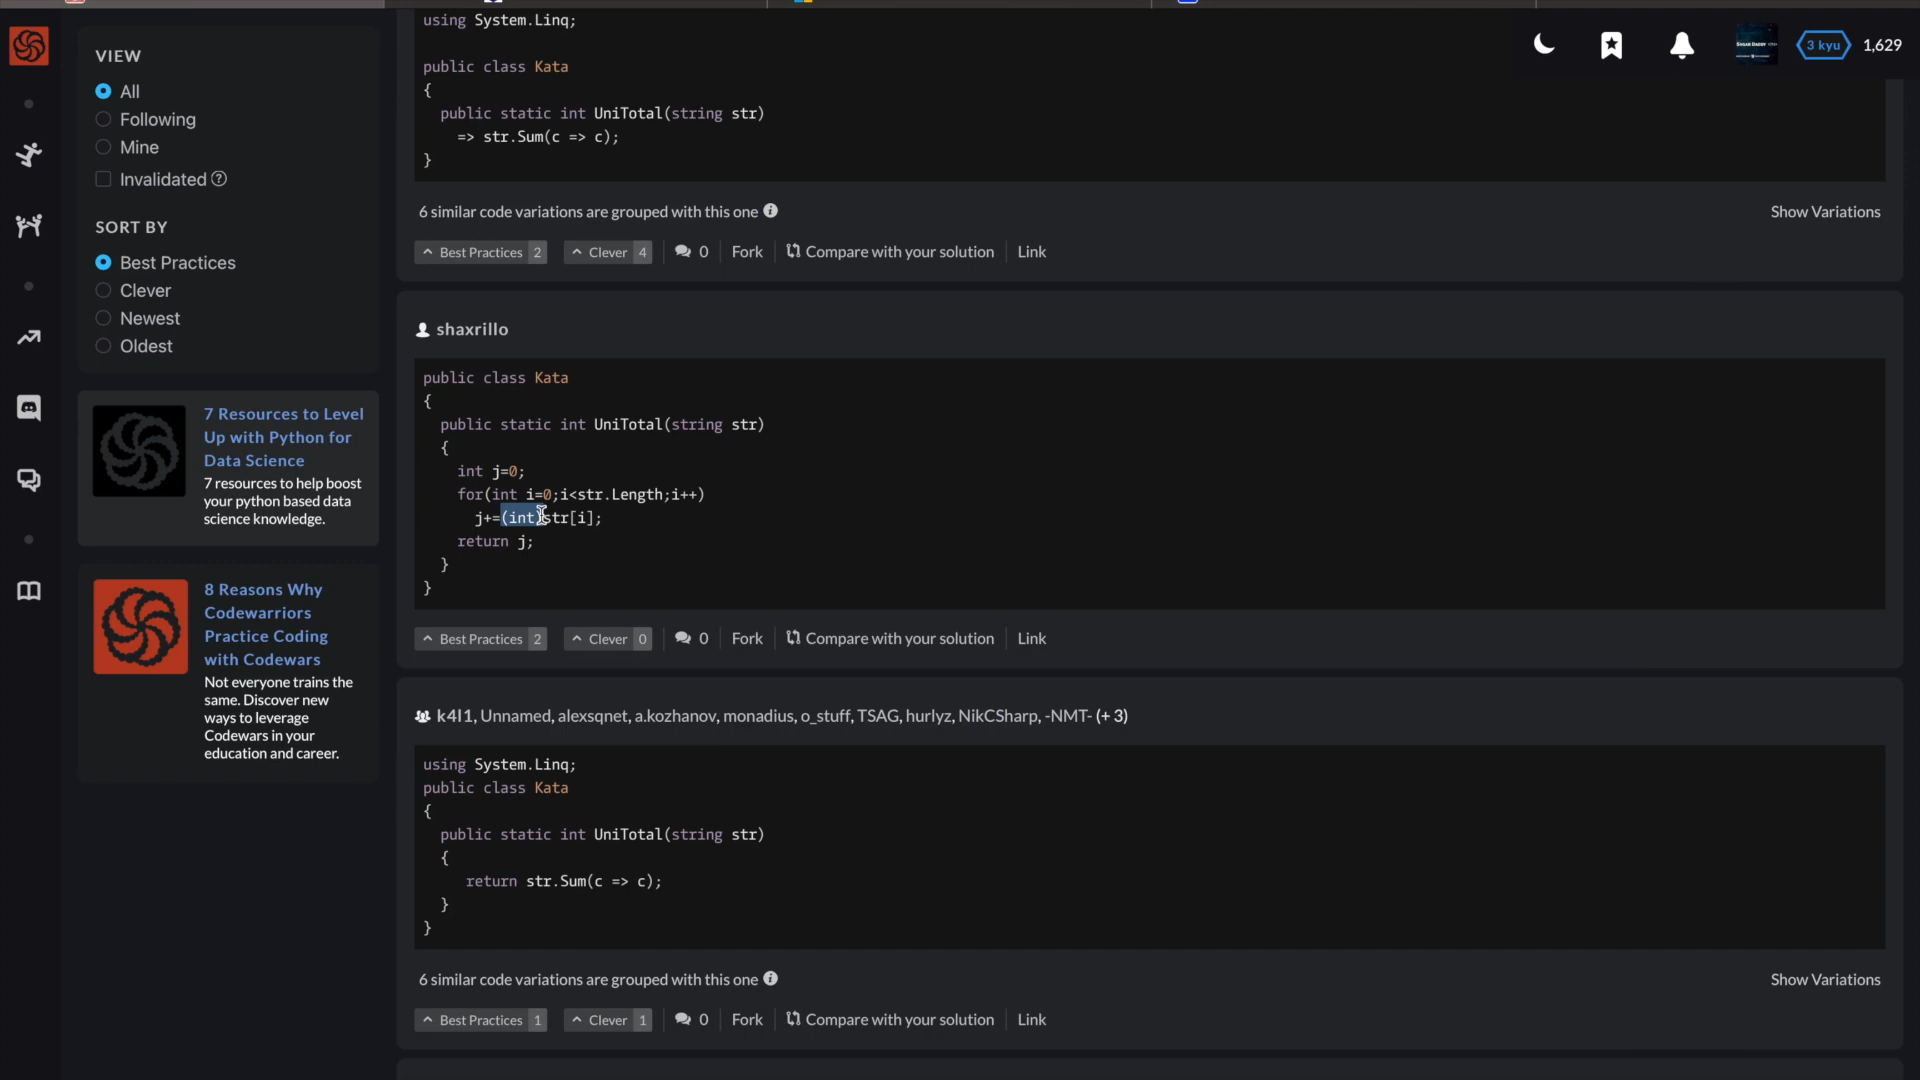 using System.Linq;
public class Kata
{
  public static int UniTotal(string str)
    => str.Sum(c => c);
}
6 similar code variations are grouped with this one
Show Variations
Best Practices 2
Clever 4
0
Fork
Compare with your solution
Link
3 kyu
1,629
VIEW
All
Following
Mine
Invalidated
SORT BY
Best Practices
Clever
Newest
Oldest
7 Resources to Level
Up with Python for
Data Science
7 resources to help boost
your python based data
science knowledge.
8 Reasons Why
Codewarriors
Practice Coding
with Codewars
Not everyone trains the
same. Discover new
ways to leverage
Codewars in your
education and career.
shaxrillo
public class Kata
{
  public static int UniTotal(string str)
  {
    int j=0;
    for(int i=0;i<str.Length;i++)
      j+=(int)str[i];
    return j;
  }
}
Best Practices 2
Clever 0
0
Fork
Compare with your solution
Link
k4l1, Unnamed, alexsqnet, a.kozhanov, monadius, o_stuff, TSAG, hurlyz, NikCSharp, -NMT- (+ 3)
using System.Linq;
public class Kata
{
  public static int UniTotal(string str)
  {
     return str.Sum(c => c);
  }
}
6 similar code variations are grouped with this one
Show Variations
Best Practices 1
Clever 1
0
Fork
Compare with your solution
Link